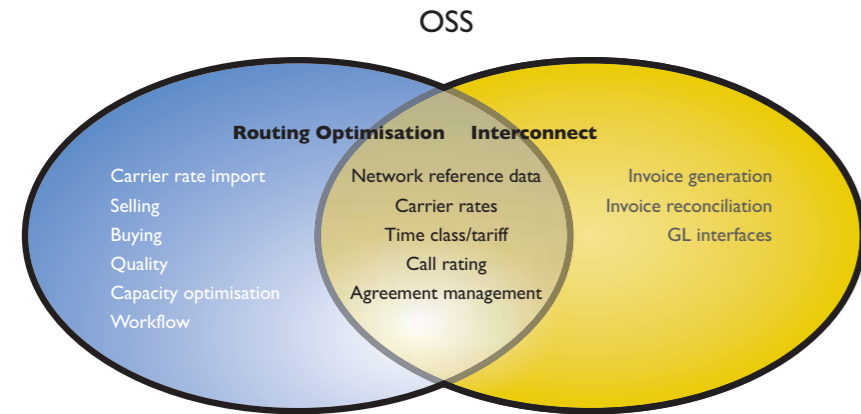 OSS
Routing Optimisation Interconnect
Carrier rate import
Selling
Buying
Quality
Capacity optimisation
Workflow
Network reference data
Carrier rates
Time class/tariff
Call rating
Agreement management
Invoice generation
Invoice reconciliation
GL interfaces